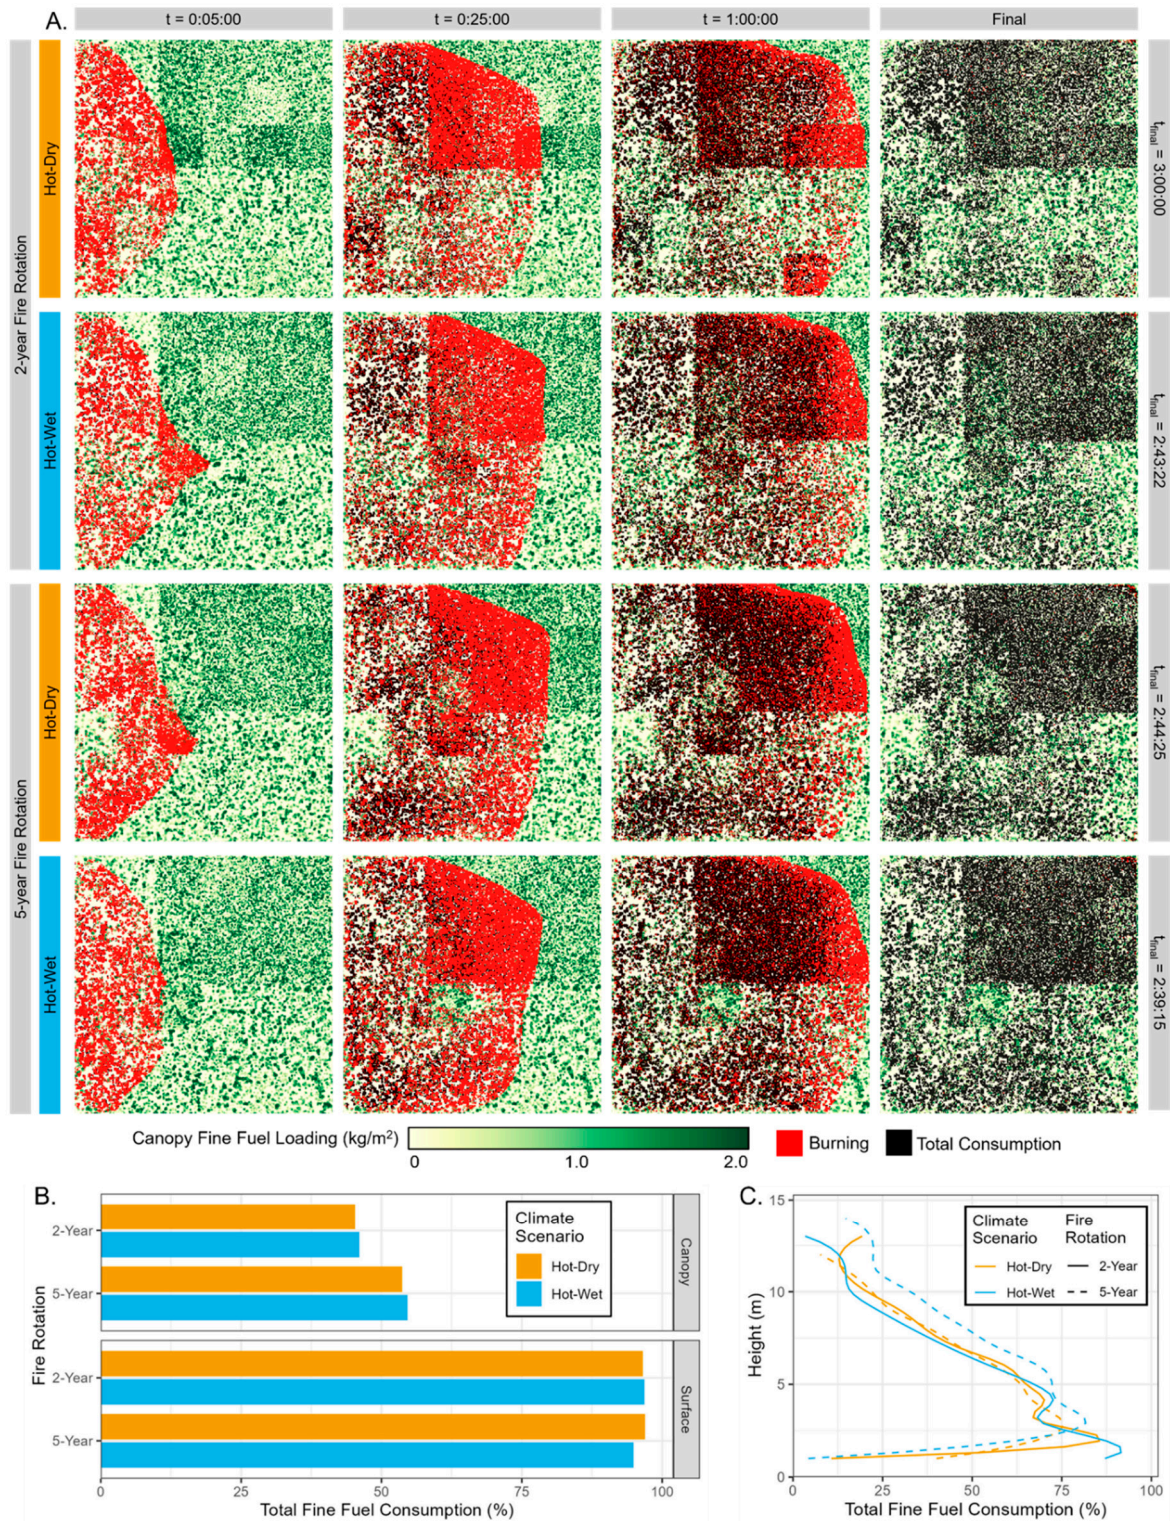 A.
t = 0:05:00
t = 0:25:00
t = 1:00:00
Final
2-year Fire Rotation
Hot-Dry
t_final = 3:00:00
Hot-Wet
t_final = 2:43:22
5-year Fire Rotation
Hot-Dry
t_final = 2:44:25
Hot-Wet
t_final = 2:39:15
Canopy Fine Fuel Loading (kg/m²)
0
1.0
2.0
Burning
Total Consumption
B.
Fire Rotation
2-Year
5-Year
Canopy
2-Year
5-Year
Surface
Climate
Scenario
Hot-Dry
Hot-Wet
0
25
50
75
100
Total Fine Fuel Consumption (%)
C.
Height (m)
15
10
5
0
Climate
Scenario
Hot-Dry
Hot-Wet
Fire
Rotation
2-Year
5-Year
0
25
50
75
100
Total Fine Fuel Consumption (%)